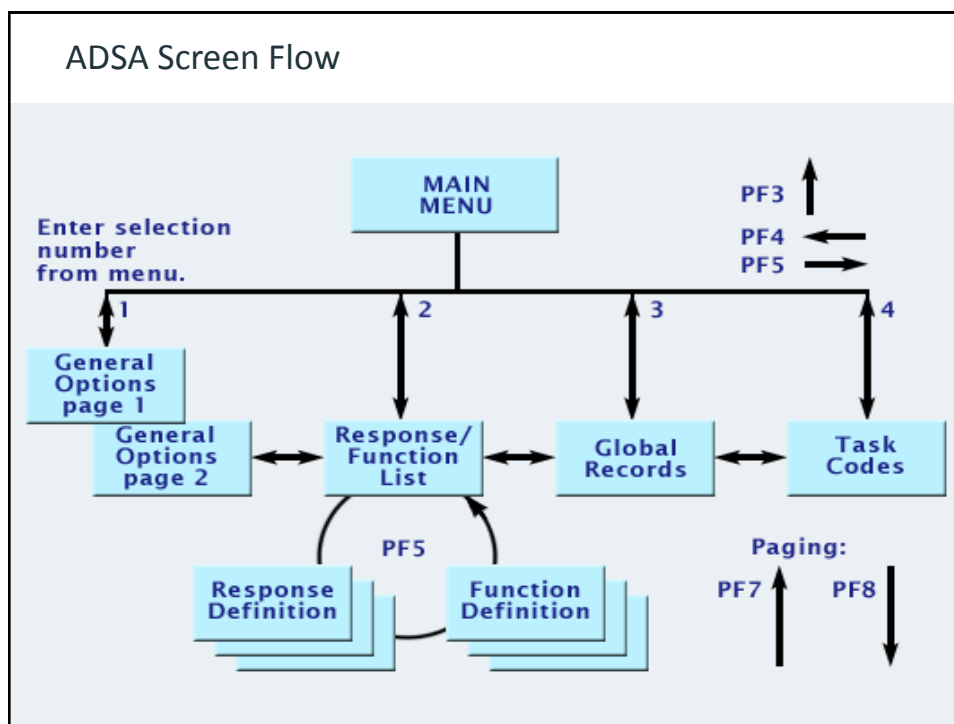 ADSA Screen Flow
MAIN
MENU
PF3
PF4
PF5
Enter selection
number
from menu.
1
2
3
4
General
Options
page 1
General
Options
page 2
Response/
Function
List
Global
Records
Task
Codes
PF5
Paging:
PF7
PF8
Response
Definition
Function
Definition